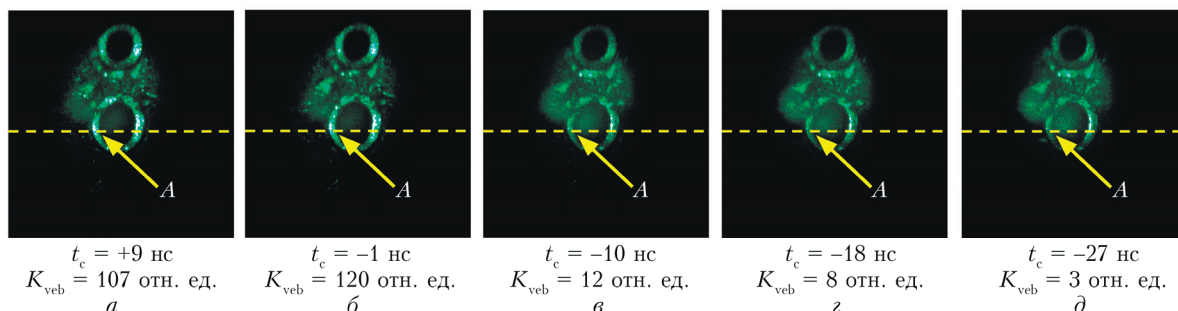 A A A A A
t_c = +9 нс t_c = –1 нс t_c = –10 нс t_c = –18 нс t_c = –27 нс
K_veb = 107 отн. ед. K_veb = 120 отн. ед. K_veb = 12 отн. ед. K_veb = 8 отн. ед. K_veb = 3 отн. ед.
а б в г д